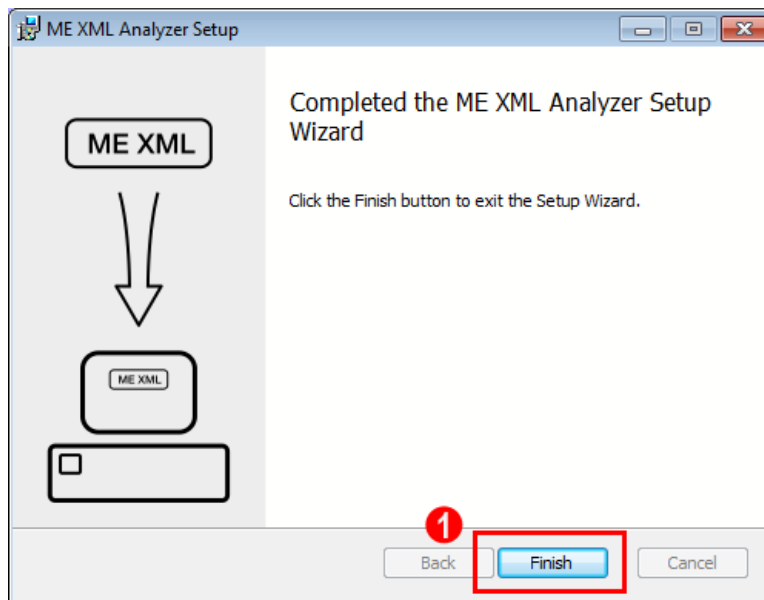 ME XML Analyzer Setup
Completed the ME XML Analyzer Setup
Wizard
ME XML
Click the Finish button to exit the Setup Wizard.
ME XML
1
Back
Finish
Cancel